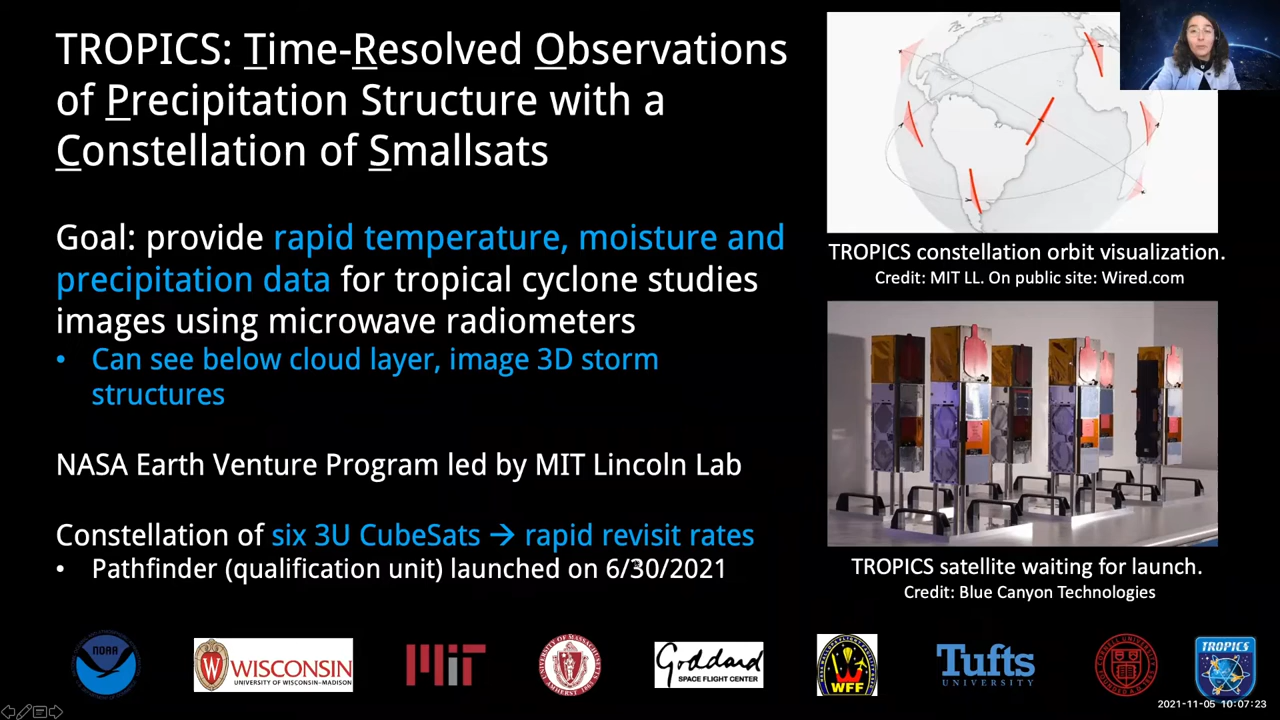 TROPICS: Time-Resolved Observations
of Precipitation Structure with a
Constellation of Smallsats
Goal: provide rapid temperature, moisture and
precipitation data for tropical cyclone studies
images using microwave radiometers
• Can see below cloud layer, image 3D storm
structures
NASA Earth Venture Program led by MIT Lincoln Lab
Constellation of six 3U CubeSats → rapid revisit rates
• Pathfinder (qualification unit) launched on 6/30/2021
TROPICS constellation orbit visualization.
Credit: MIT LL. On public site: Wired.com
TROPICS satellite waiting for launch.
Credit: Blue Canyon Technologies
NOAA
WISCONSIN
UNIVERSITY OF WISCONSIN-MADISON
MIT
Goddard
SPACE FLIGHT CENTER
WFF
Tufts
UNIVERSITY
TROPICS
2021-11-05 10:07:23